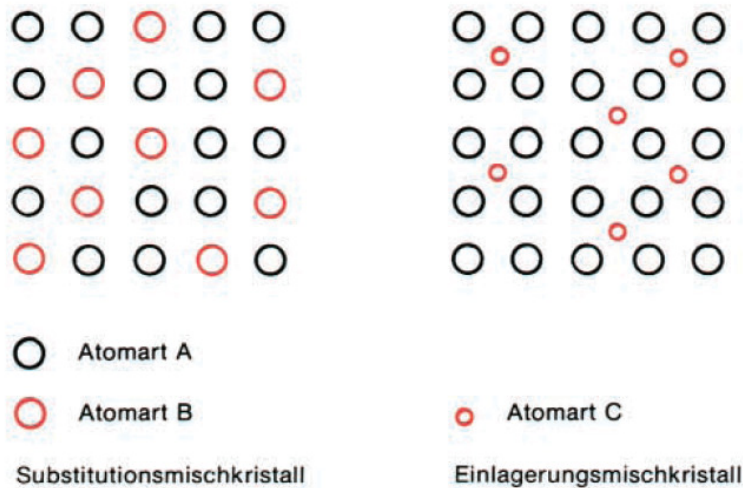 Atomart A
Atomart B
Atomart C
Substitutionsmischkristall
Einlagerungsmischkristall